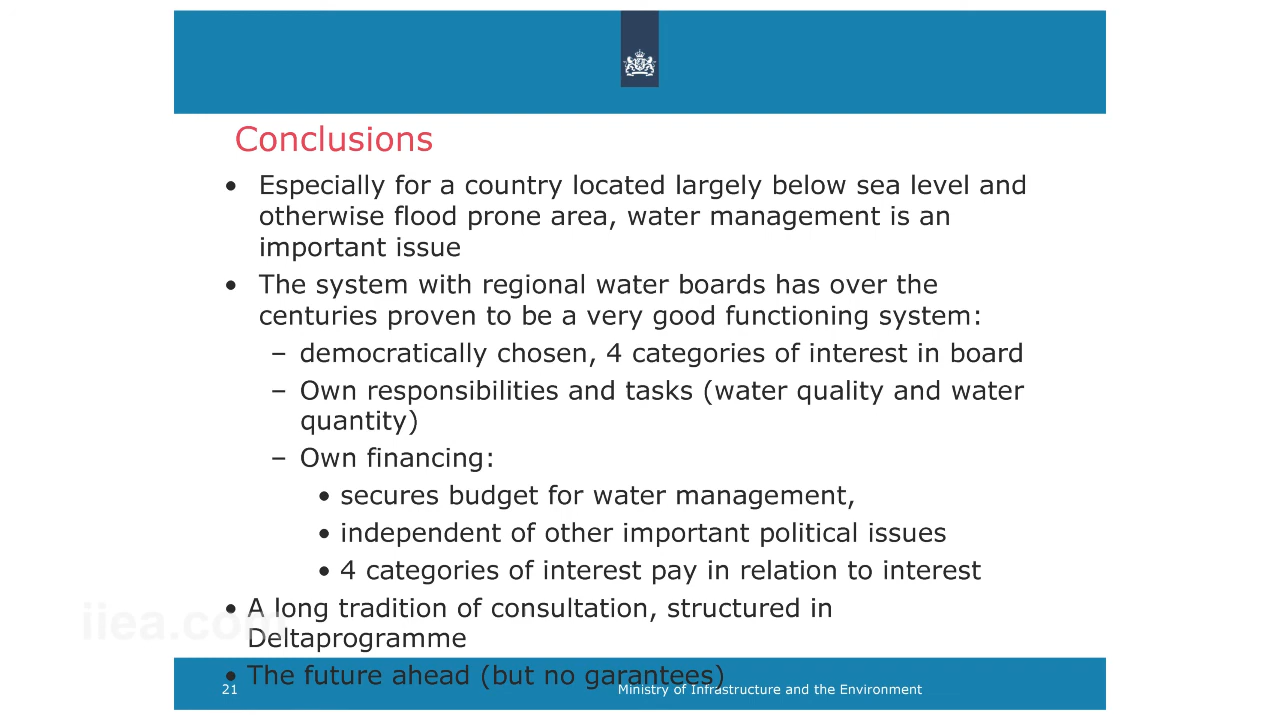 Conclusions
• Especially for a country located largely below sea level and
otherwise flood prone area, water management is an
important issue
• The system with regional water boards has over the
centuries proven to be a very good functioning system:
– democratically chosen, 4 categories of interest in board
– Own responsibilities and tasks (water quality and water
quantity)
– Own financing:
• secures budget for water management,
• independent of other important political issues
• 4 categories of interest pay in relation to interest
• A long tradition of consultation, structured in
Deltaprogramme
iiea.com
• The future ahead (but no garantees)
21
Ministry of Infrastructure and the Environment